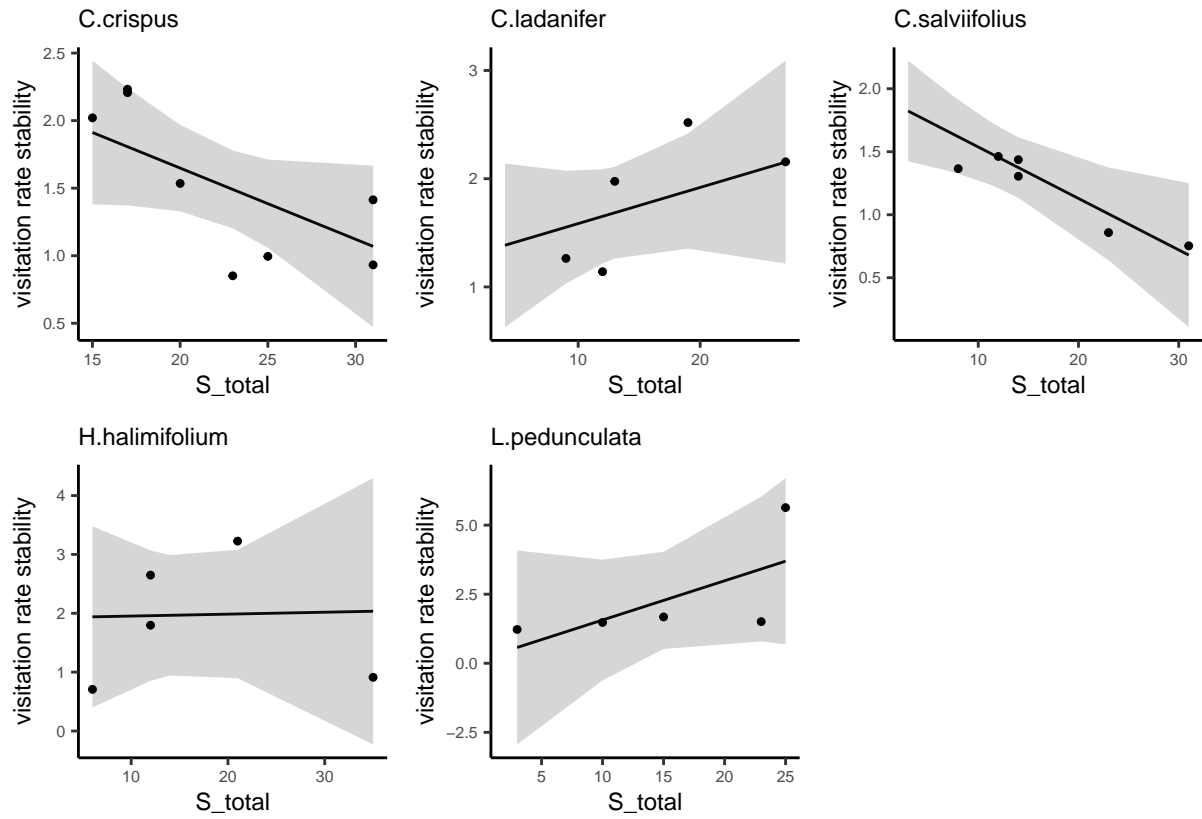 C.crispus
2.5
2.0
1.5
1.0
0.5
15
20
25
30
S_total
visitation rate stability
C.ladanifer
3
2
1
10
20
S_total
visitation rate stability
C.salviifolius
2.0
1.5
1.0
0.5
10
20
30
S_total
visitation rate stability
H.halimifolium
4
3
2
1
0
10
20
30
S_total
visitation rate stability
L.pedunculata
5.0
2.5
0.0
−2.5
5
10
15
20
25
S_total
visitation rate stability